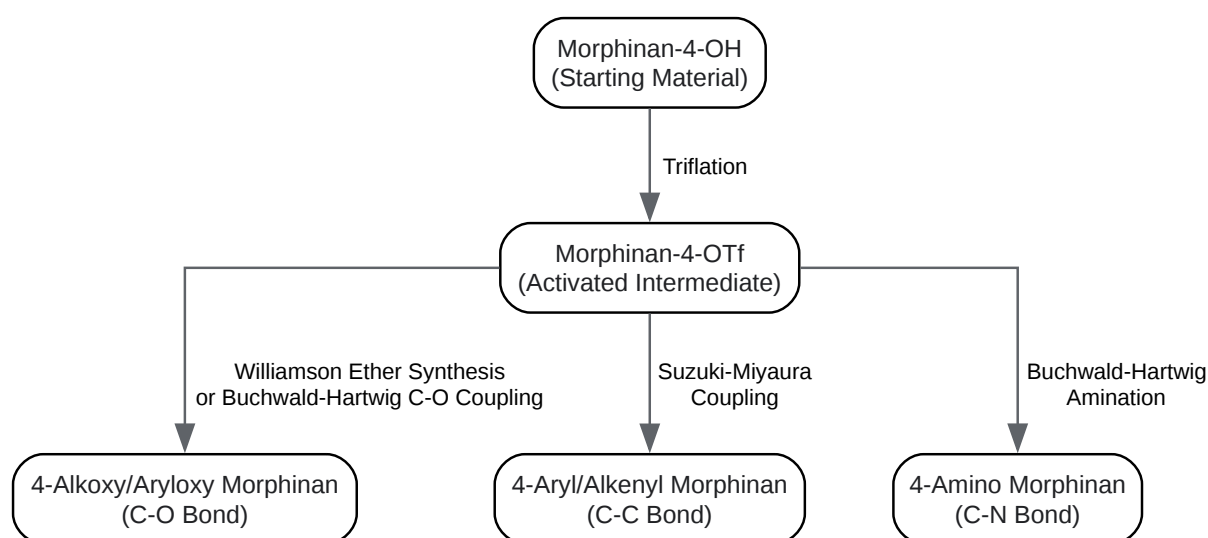 Morphinan-4-OH
(Starting Material)
Triflation
Morphinan-4-OTf
(Activated Intermediate)
Williamson Ether Synthesis
or Buchwald-Hartwig C-O Coupling
Suzuki-Miyaura
Coupling
Buchwald-Hartwig
Amination
4-Alkoxy/Aryloxy Morphinan
(C-O Bond)
4-Aryl/Alkenyl Morphinan
(C-C Bond)
4-Amino Morphinan
(C-N Bond)